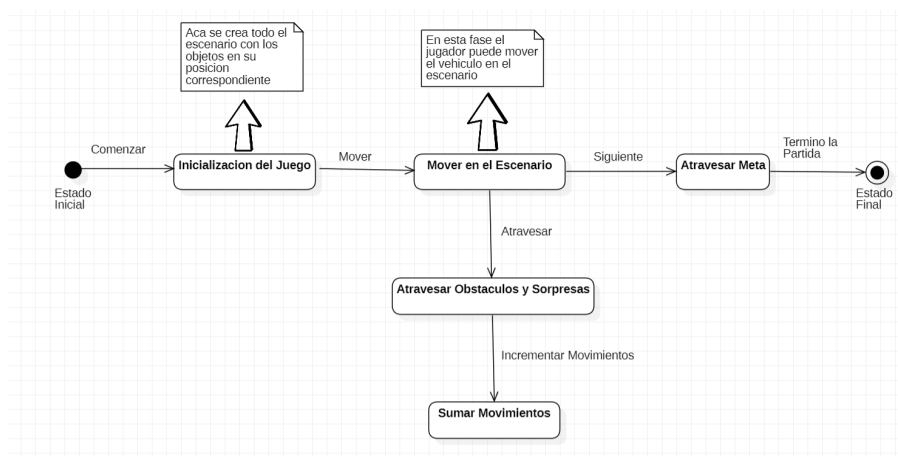 Aca se crea todo el
escenario con los
objetos en su
posicion
correspondiente
En esta fase el
jugador puede mover
el vehiculo en el
escenario
Comenzar
Estado
Inicial
Inicializacion del Juego
Mover
Mover en el Escenario
Siguiente
Atravesar Meta
Termino la
Partida
Estado
Final
Atravesar
Atravesar Obstaculos y Sorpresas
Incrementar Movimientos
Sumar Movimientos